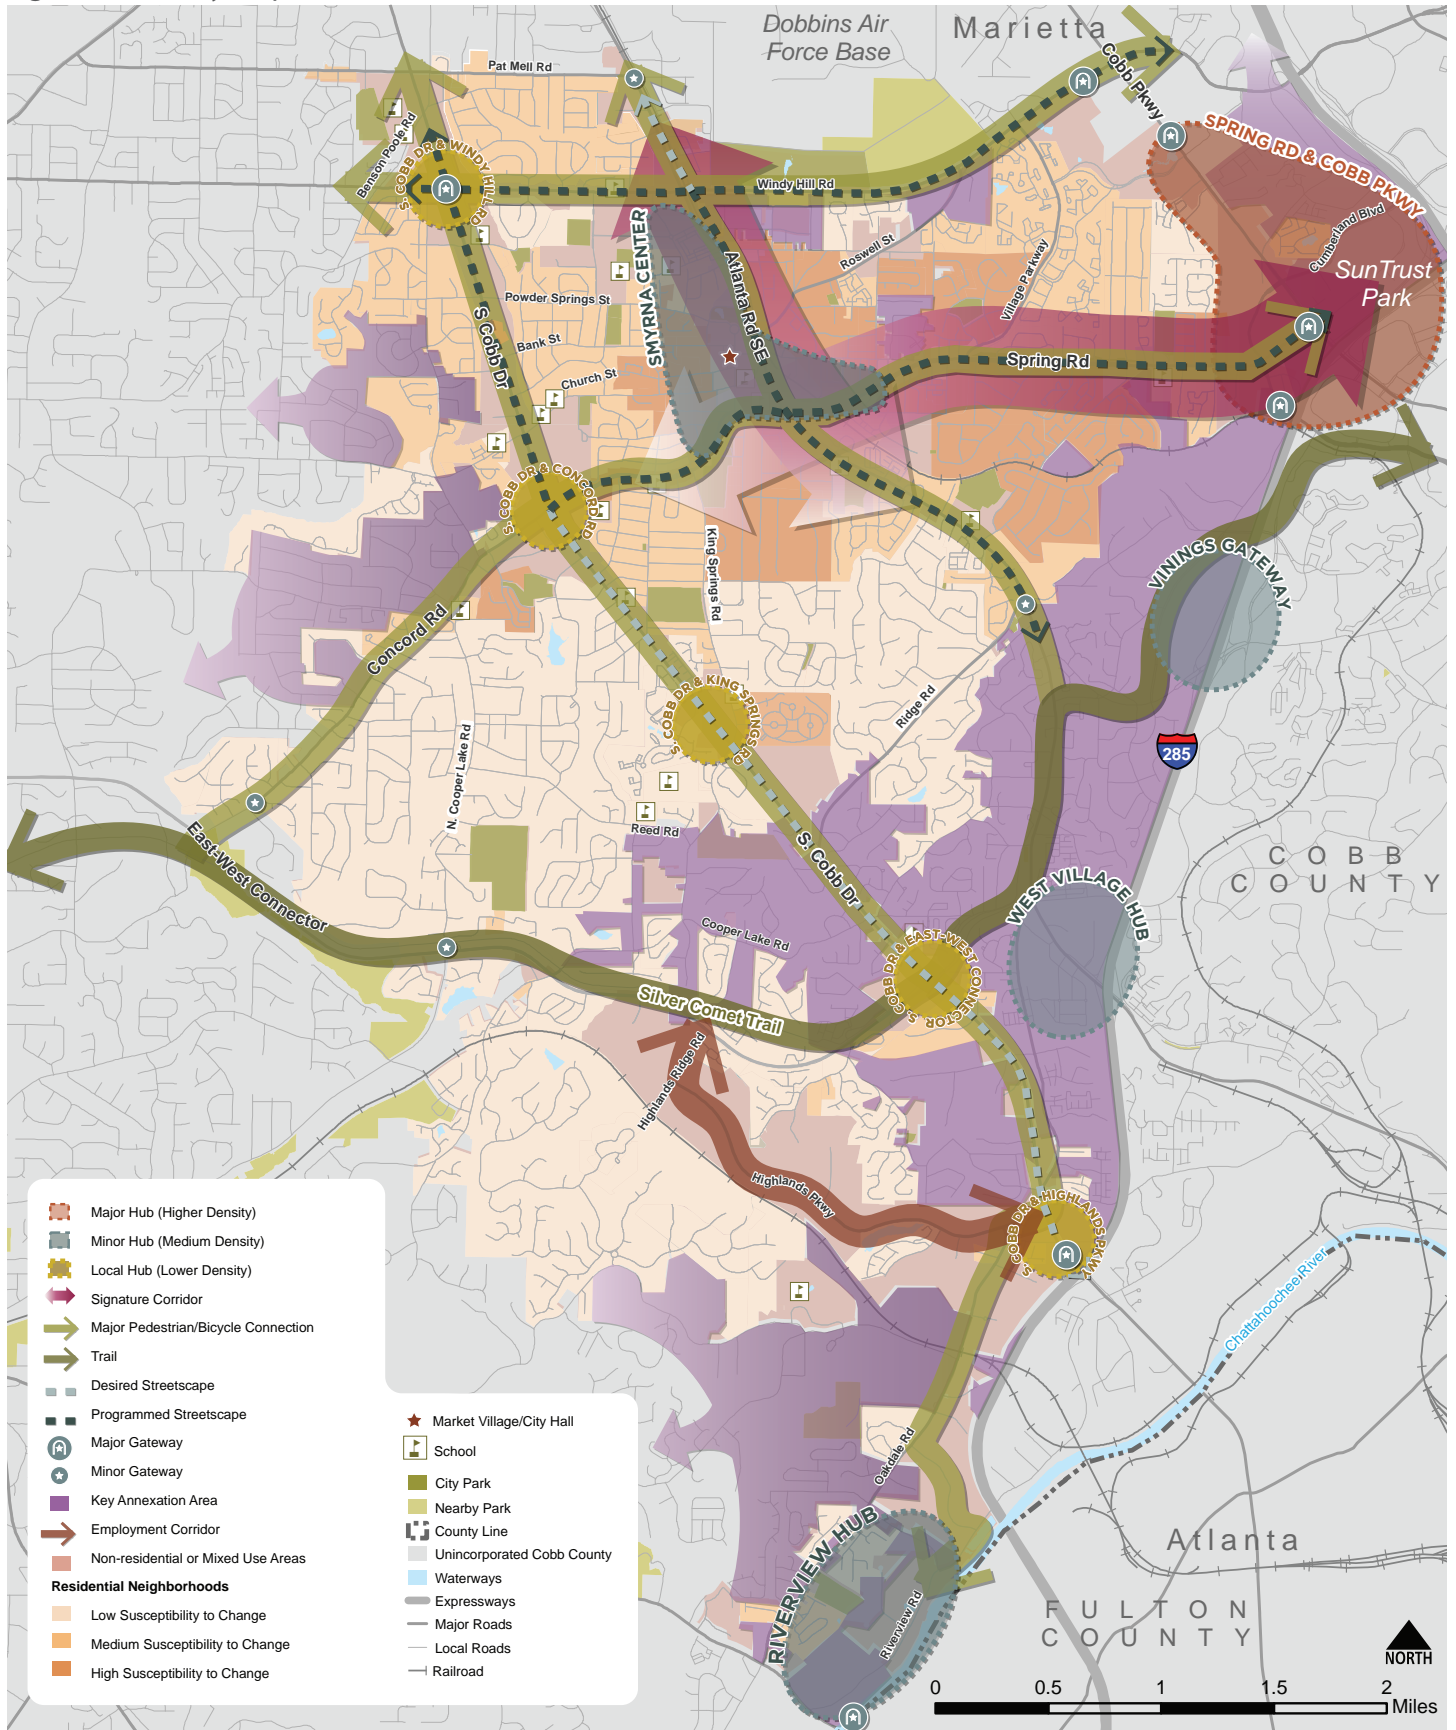 Dobbins Air
Force Base
Marietta
Cobb Pkwy
Pat Mell Rd
Benson Poole Rd
S. COBB DR & WINDY HILL RD
Windy Hill Rd
SPRING RD & COBB PKWY
Cumberland Blvd
SunTrust
Park
SMYRNA CENTER
Atlanta Rd SE
Roswell St
Village Parkway
Powder Springs St
S Cobb Dr
Bank St
Church St
Spring Rd
S. COBB DR & CONCORD RD
King Springs Rd
VININGS GATEWAY
Concord Rd
S. COBB DR & KING SPRINGS RD
Ridge Rd
285
N. Cooper Lake Rd
Reed Rd
East-West Connector
S. Cobb Dr
COBB
COUNTY
WEST VILLAGE HUB
Cooper Lake Rd
S. COBB DR & EAST-WEST CONNECTOR
Silver Comet Trail
Highlands Ridge Rd
Highlands Pkwy
S. COBB DR & HIGHLANDS PKWY
Chattahoochee River
Oakdale Rd
RIVERVIEW HUB
Riverview Rd
Atlanta
FULTON
COUNTY
NORTH
0 0.5 1 1.5 2
Miles
Major Hub (Higher Density)
Minor Hub (Medium Density)
Local Hub (Lower Density)
Signature Corridor
Major Pedestrian/Bicycle Connection
Trail
Desired Streetscape
Programmed Streetscape
Major Gateway
Minor Gateway
Key Annexation Area
Employment Corridor
Non-residential or Mixed Use Areas
Residential Neighborhoods
Low Susceptibility to Change
Medium Susceptibility to Change
High Susceptibility to Change
Market Village/City Hall
School
City Park
Nearby Park
County Line
Unincorporated Cobb County
Waterways
Expressways
Major Roads
Local Roads
Railroad